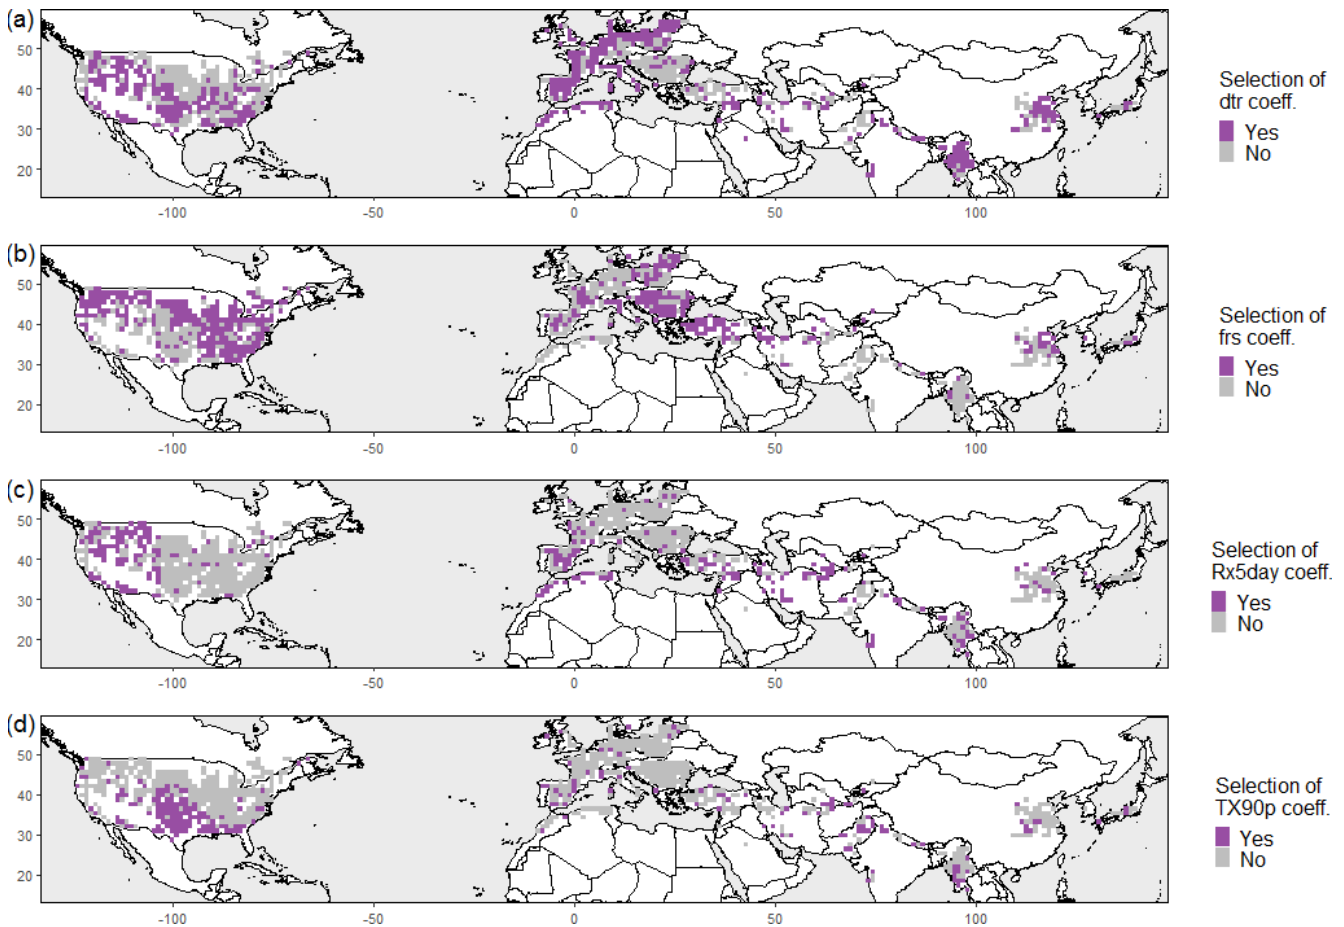 (a)
50
40
30
20
-100
-50
0
50
100
Selection of
dtr coeff.
Yes
No
(b)
50
40
30
20
-100
-50
0
50
100
Selection of
frs coeff.
Yes
No
(c)
50
40
30
20
-100
-50
0
50
100
Selection of
Rx5day coeff.
Yes
No
(d)
50
40
30
20
-100
-50
0
50
100
Selection of
TX90p coeff.
Yes
No